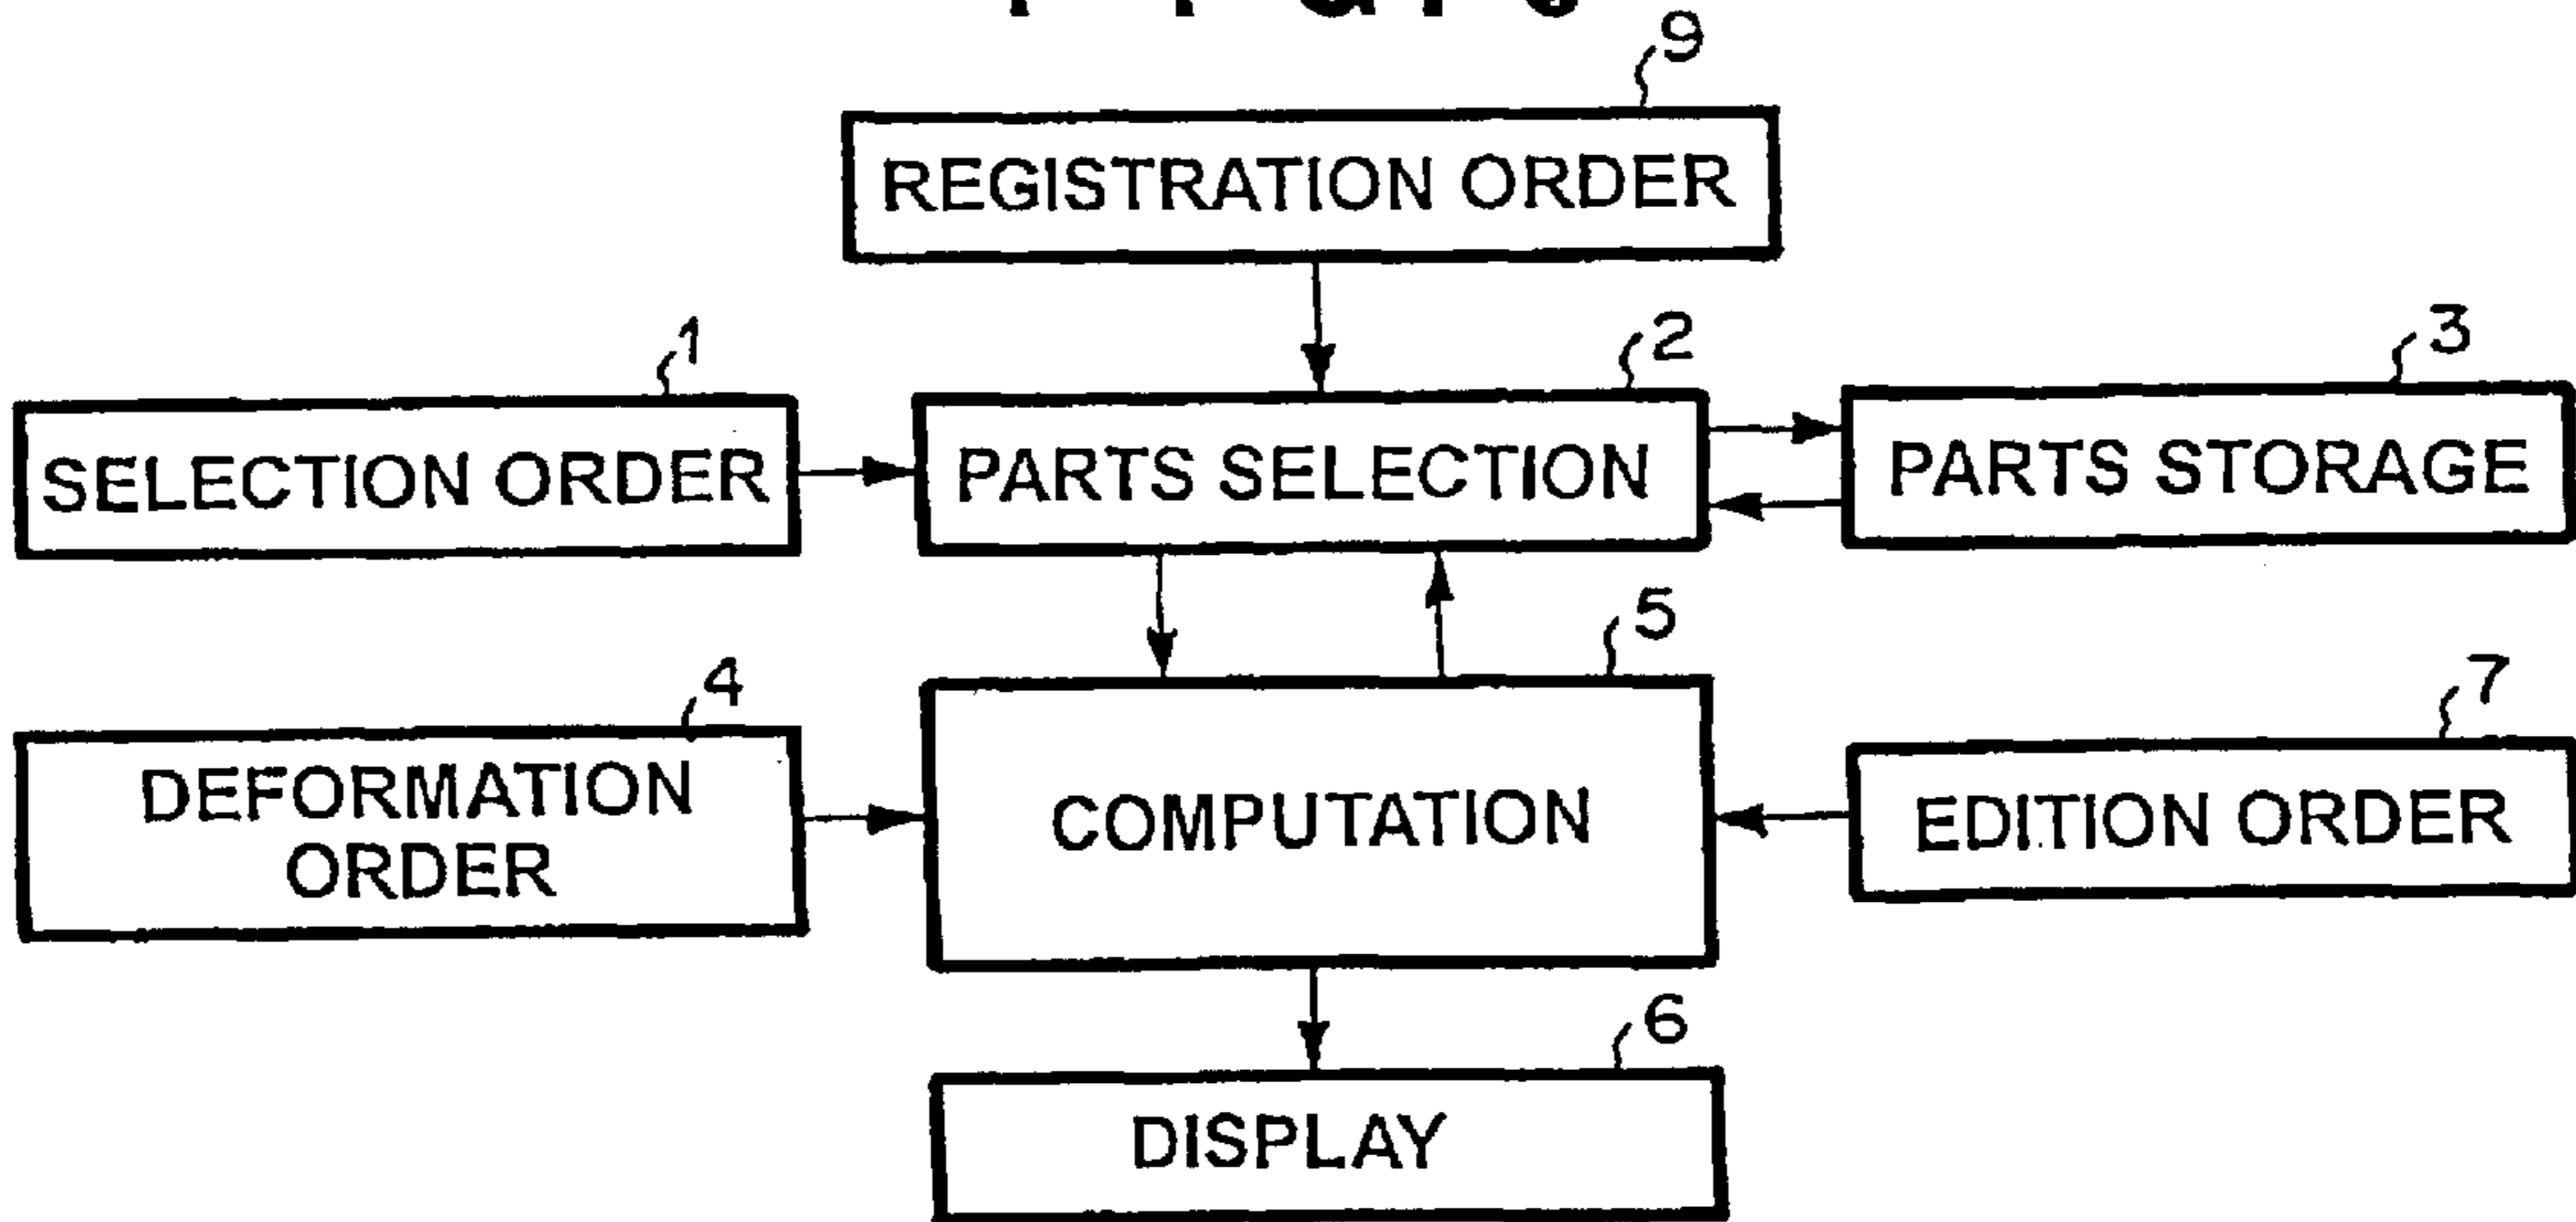 9
REGISTRATION ORDER
1
2
3
SELECTION ORDER
PARTS SELECTION
PARTS STORAGE
4
5
7
DEFORMATION
ORDER
COMPUTATION
EDITION ORDER
6
DISPLAY